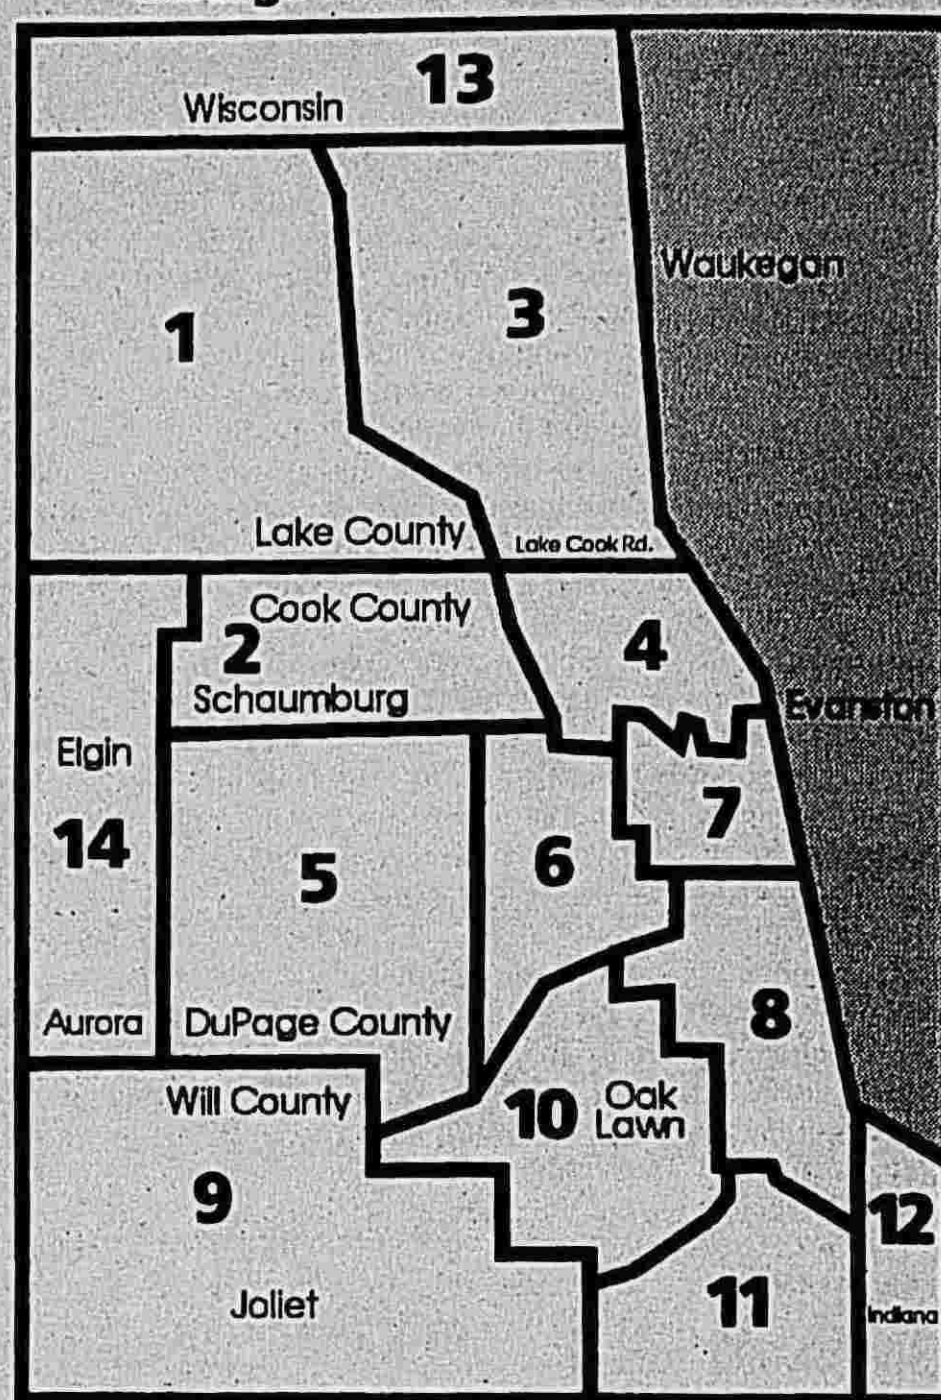 Wisconsin 13
Waukegan
1
3
Lake County
Lake Cook Rd.
Cook County
2
Schaumburg
4
Evanston
Elgin
14
5
6
7
Aurora
DuPage County
8
Will County
10
Oak
Lawn
9
12
11
Joliet
Indiana